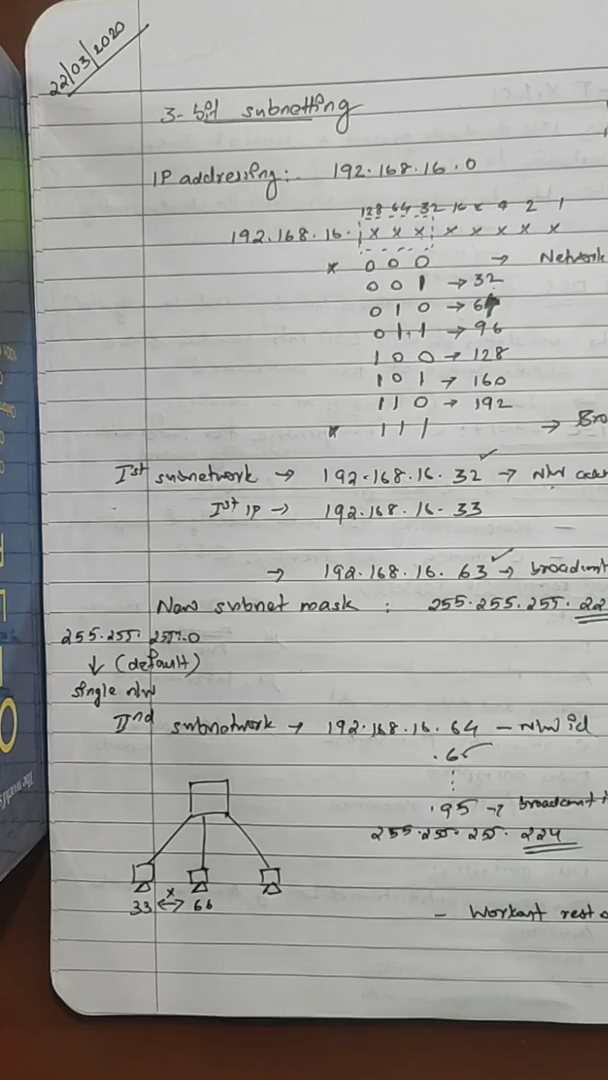 22/03/2020
3-bit subnetting
IP addressing:- 192.168.16.0
128 64 32 16 8 4 2 1
192.168.16. x x x x x x x x
* 0 0 0 → Network
0 0 1 → 32
0 1 0 → 64
0 1 1 → 96
1 0 0 → 128
1 0 1 → 160
1 1 0 → 192
* 1 1 1 → Bro
Ist subnetwork → 192.168.16.32 → N/W
Ist IP → 192.168.16.33
→ 192.168.16.63 → broadcast
New subnet mask : 255.255.255.22
255.255.255.0
↓ (default)
single n/w
IInd subnetwork → 192.168.16.64 – N/W id
.65
⋮
.95 → broadcast
255.255.255.224
x
33 ↔ 66
- Workout rest